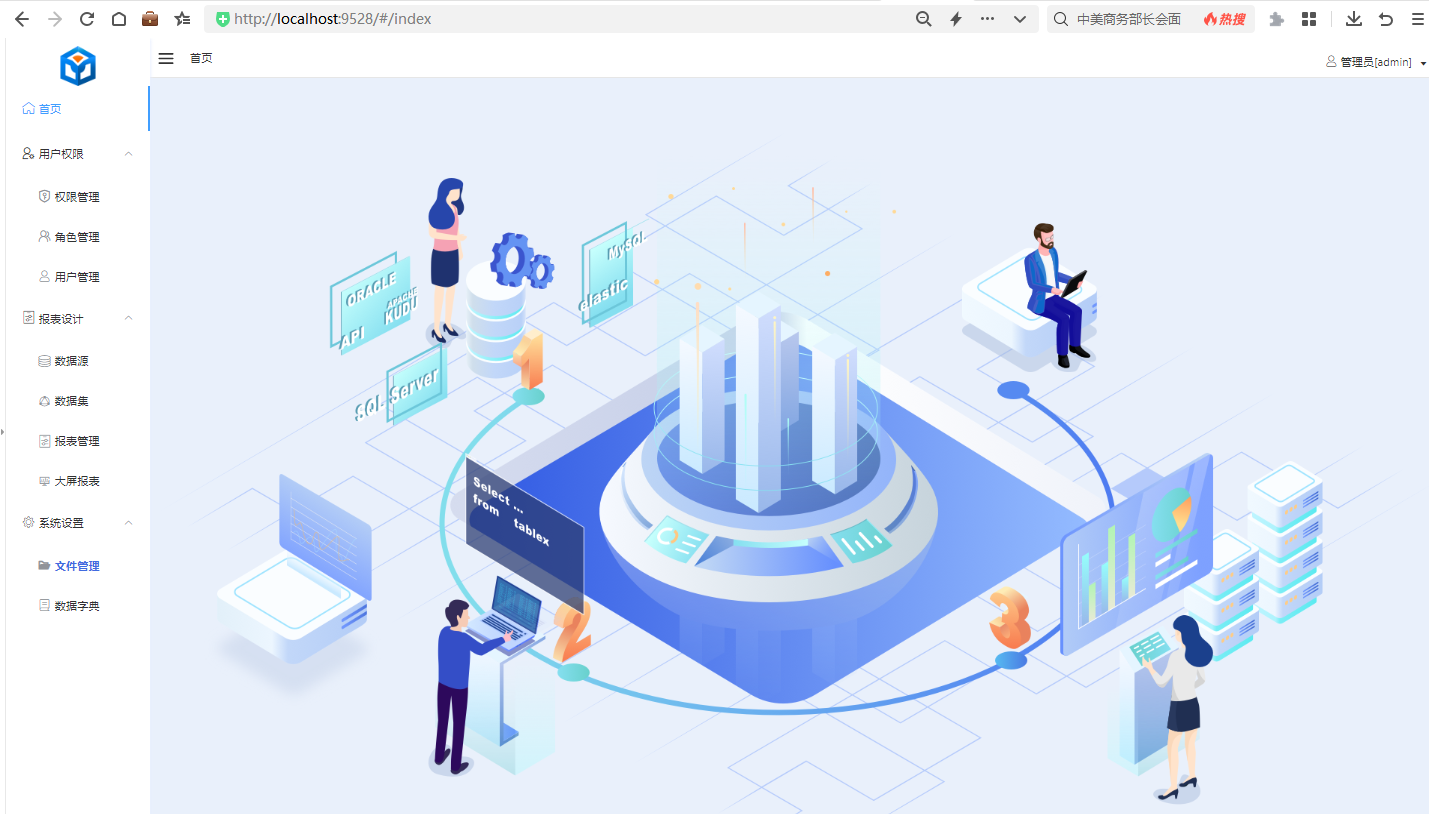 http://localhost:9528/#/index
中美商务部长会面
热搜
首页
管理员[admin]
首页
用户权限
权限管理
角色管理
用户管理
报表设计
数据源
数据集
报表管理
大屏报表
系统设置
文件管理
数据字典
ORACLE
APACHE
KUDU
API
SQL Server
MySQL
elastic
1
Select ...
from tablex
2
3